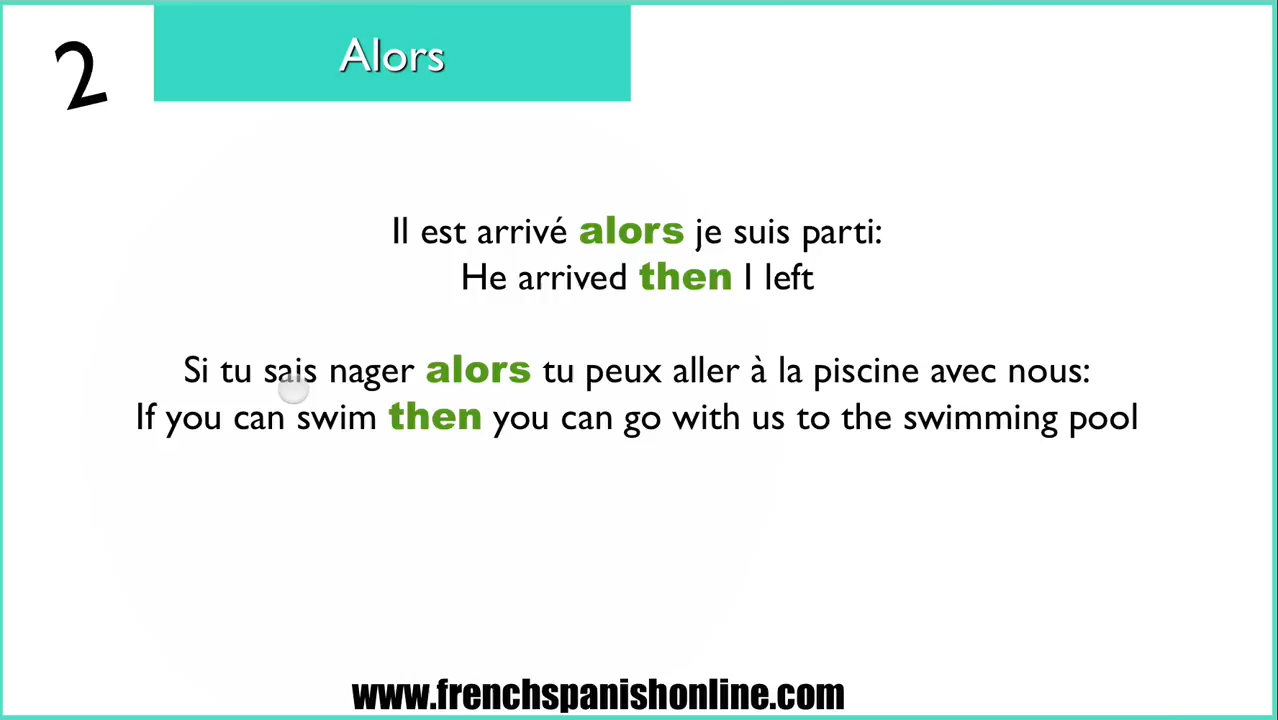 2
Alors
Il est arrivé alors je suis parti:
He arrived then I left
Si tu sais nager alors tu peux aller à la piscine avec nous:
If you can swim then you can go with us to the swimming pool
www.frenchspanishonline.com